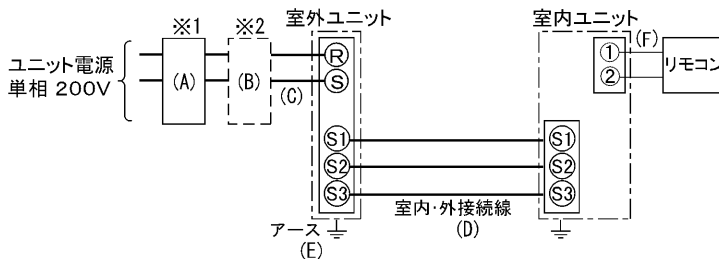 ※1
※2
室外ユニット
室内ユニット
ユニット電源
単相 200V
(A)
(B)
(C)
R
S
①
②
(F)
リモコン
S1
S2
S3
S1
S2
S3
室内・外接続線
(D)
アース
(E)